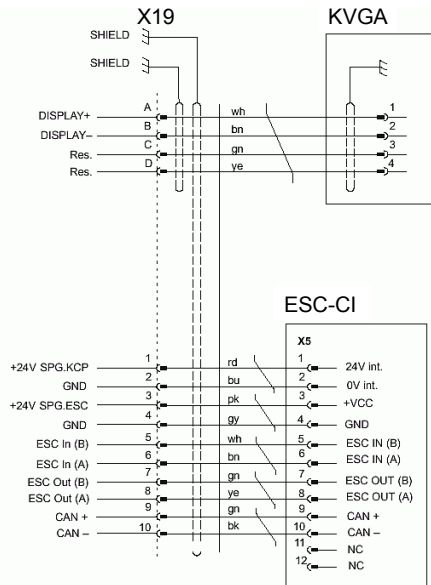 X19 KVGA
SHIELD
SHIELD
DISPLAY+ A wh 1
DISPLAY– B bn 2
Res. C gn 3
Res. D ye 4
ESC-CI
X5
+24V SPG.KCP 1 rd 1 24V int.
GND 2 bu 2 0V int.
+24V SPG.ESC 3 pk 3 +VCC
GND 4 gy 4 GND
ESC In (B) 5 wh 5 ESC IN (B)
ESC In (A) 6 bn 6 ESC IN (A)
ESC Out (B) 7 gn 7 ESC OUT (B)
ESC Out (A) 8 ye 8 ESC OUT (A)
CAN + 9 gn 9 CAN +
CAN – 10 bk 10 CAN –
11 NC
12 NC